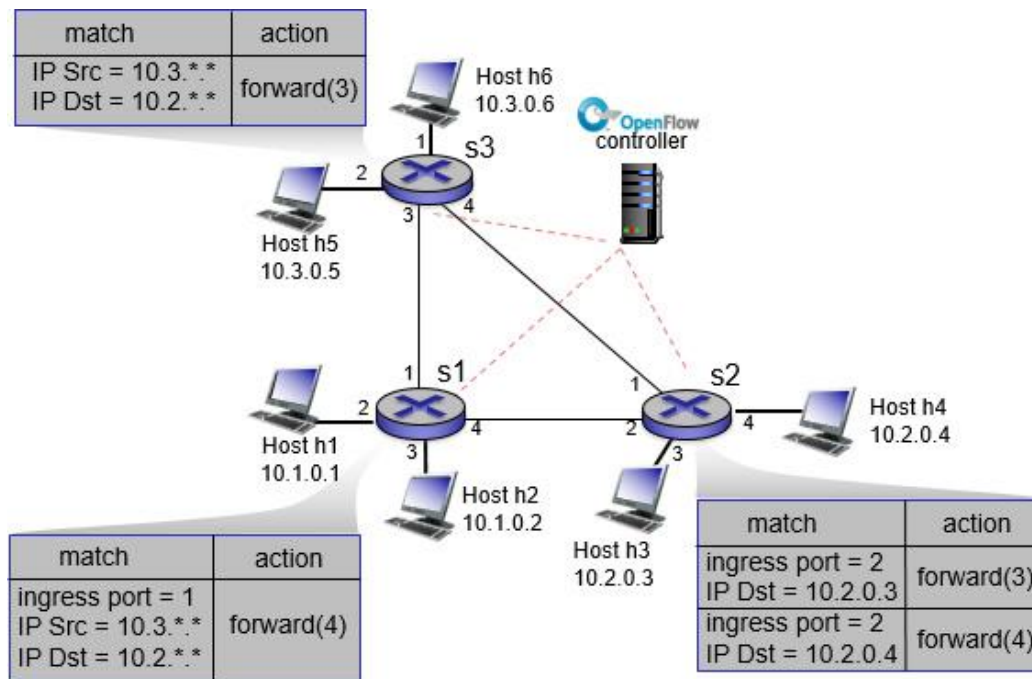 match action
IP Src = 10.3.*.*
IP Dst = 10.2.*.*
forward(3)
Host h6
10.3.0.6
OpenFlow
controller
1
s3
2
3
4
Host h5
10.3.0.5
1
s1
2
4
3
Host h1
10.1.0.1
Host h2
10.1.0.2
1
s2
2
4
3
Host h4
10.2.0.4
Host h3
10.2.0.3
match action
ingress port = 1
IP Src = 10.3.*.*
IP Dst = 10.2.*.*
forward(4)
match action
ingress port = 2
IP Dst = 10.2.0.3
forward(3)
ingress port = 2
IP Dst = 10.2.0.4
forward(4)